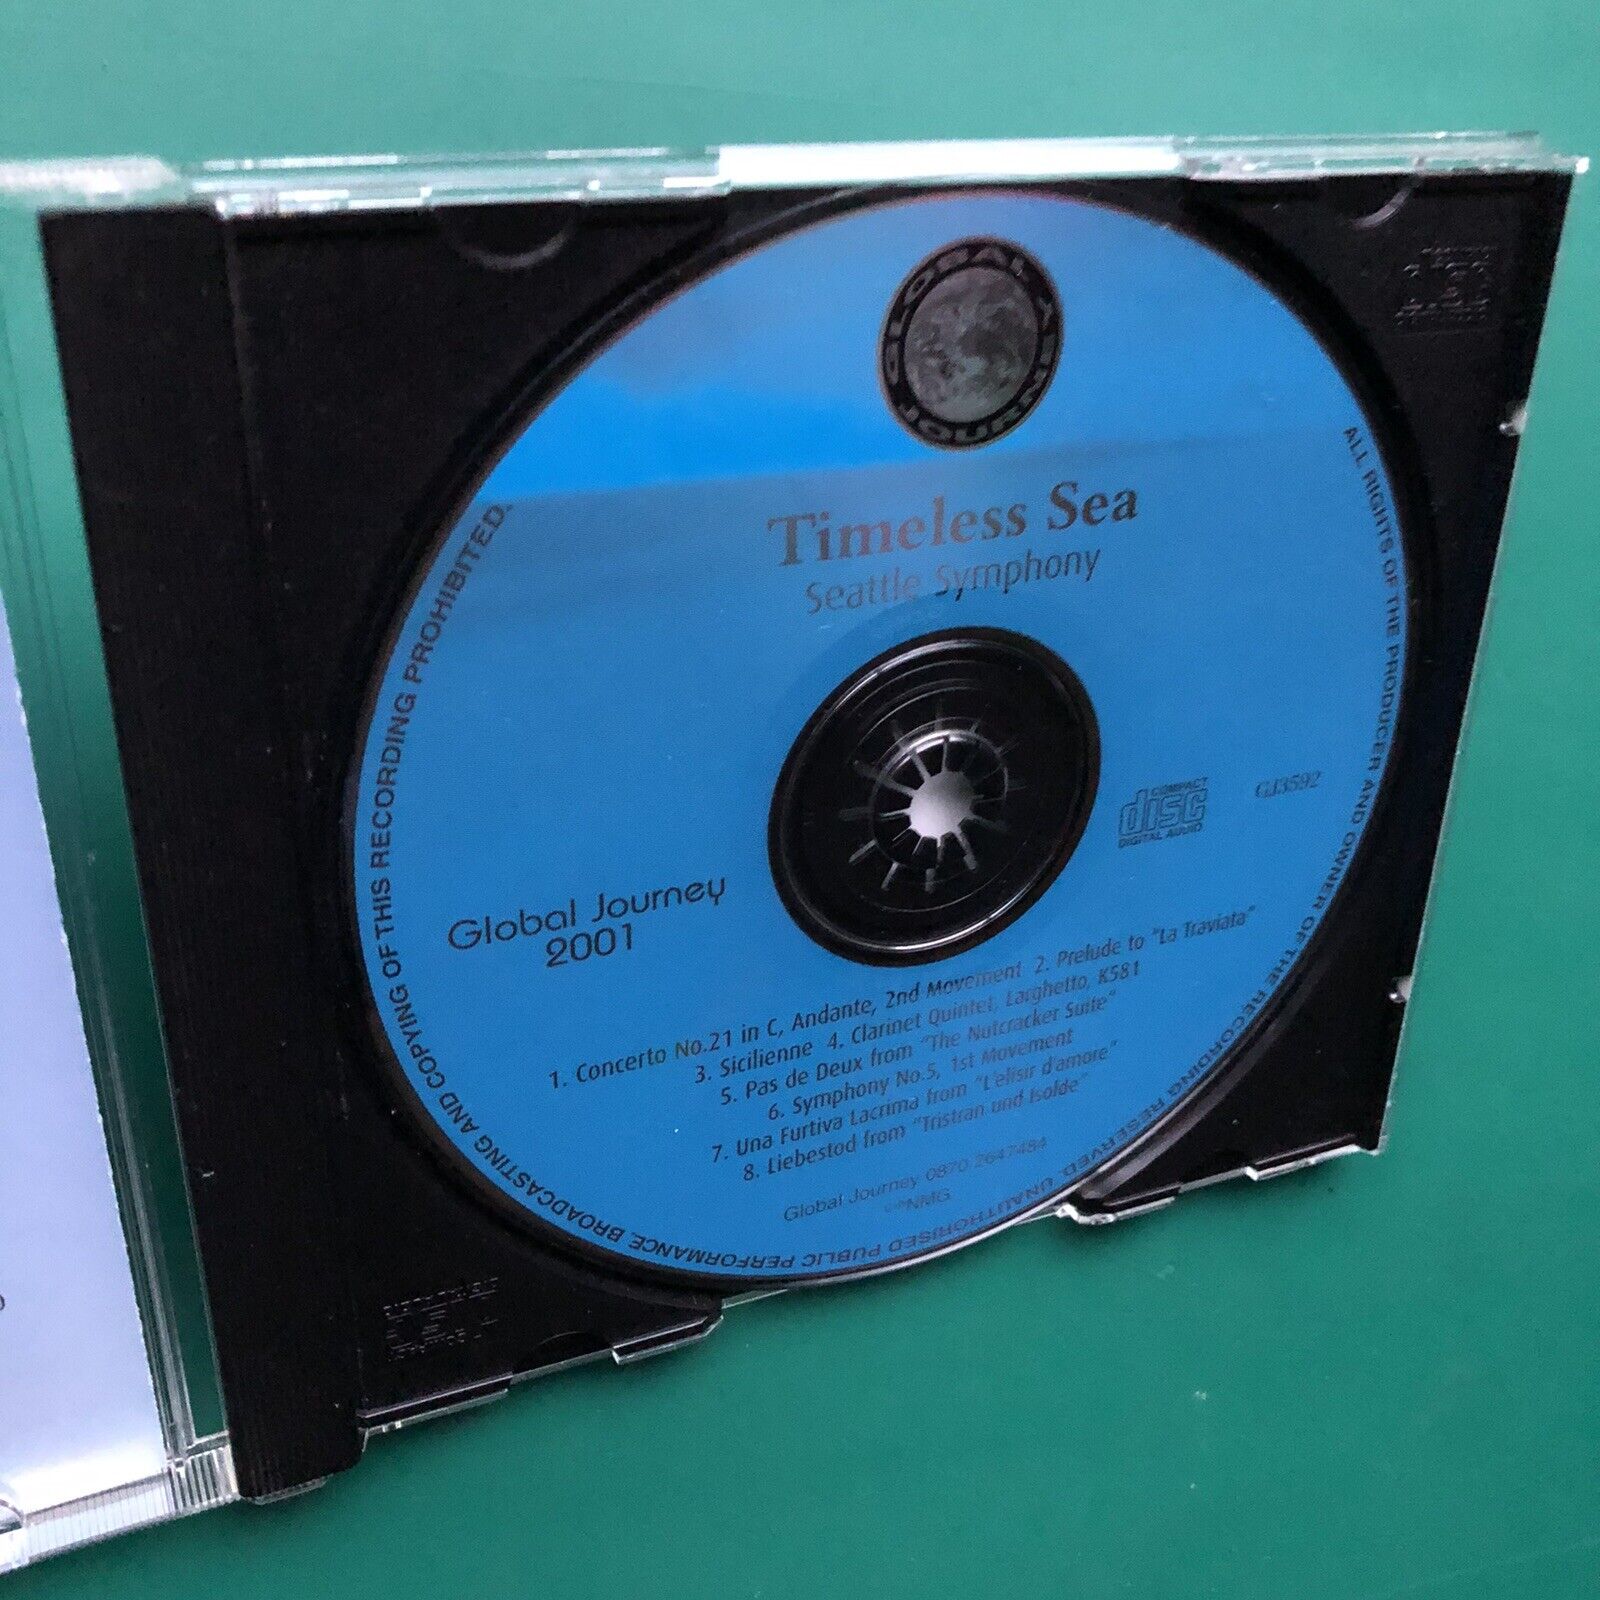 GLOBAL JOURNEY
Timeless Sea
Seattle Symphony
COMPACT
disc
DIGITAL AUDIO
GJ3592
Global Journey
2001
1. Concerto No.21 in C, Andante, 2nd Movement 2. Prelude to "La Traviata"
3. Sicilienne 4. Clarinet Quintet, Larghetto, K581
5. Pas de Deux from "The Nutcracker Suite"
6. Symphony No.5, 1st Movement
7. Una Furtiva Lacrima from "L'elisir d'amore"
8. Liebestod from "Tristran und Isolde"
Global Journey 0870 2647484
©℗NMG
ALL RIGHTS OF THE PRODUCER AND OWNER OF THE RECORDING RESERVED. UNAUTHORISED PUBLIC PERFORMANCE, BROADCASTING AND COPYING OF THIS RECORDING PROHIBITED.